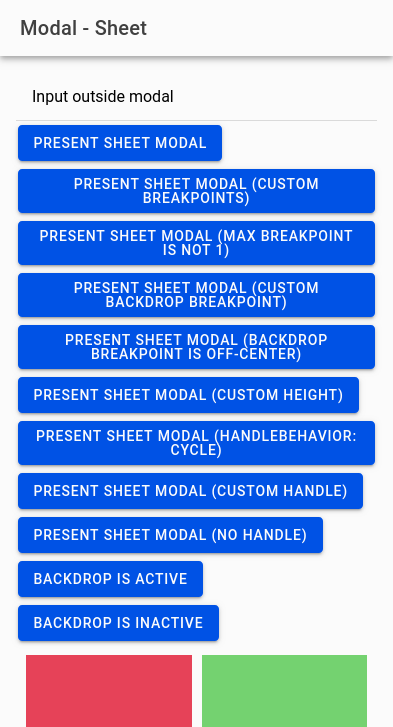 Modal - Sheet
Input outside modal
PRESENT SHEET MODAL
PRESENT SHEET MODAL (CUSTOM
BREAKPOINTS)
PRESENT SHEET MODAL (MAX BREAKPOINT
IS NOT 1)
PRESENT SHEET MODAL (CUSTOM
BACKDROP BREAKPOINT)
PRESENT SHEET MODAL (BACKDROP
BREAKPOINT IS OFF-CENTER)
PRESENT SHEET MODAL (CUSTOM HEIGHT)
PRESENT SHEET MODAL (HANDLEBEHAVIOR:
CYCLE)
PRESENT SHEET MODAL (CUSTOM HANDLE)
PRESENT SHEET MODAL (NO HANDLE)
BACKDROP IS ACTIVE
BACKDROP IS INACTIVE